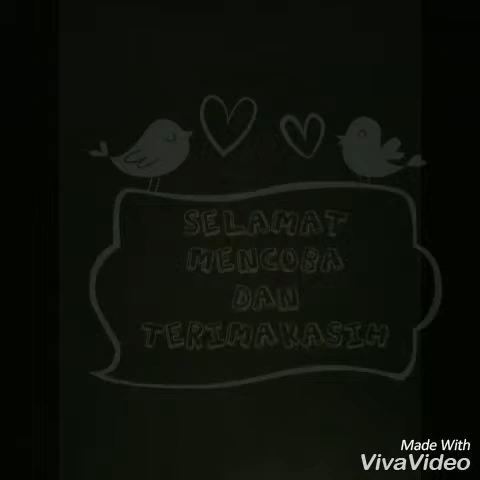 SELAMAT
MENCOBA
DAN
TERIMAKASIH
Made With
VivaVideo